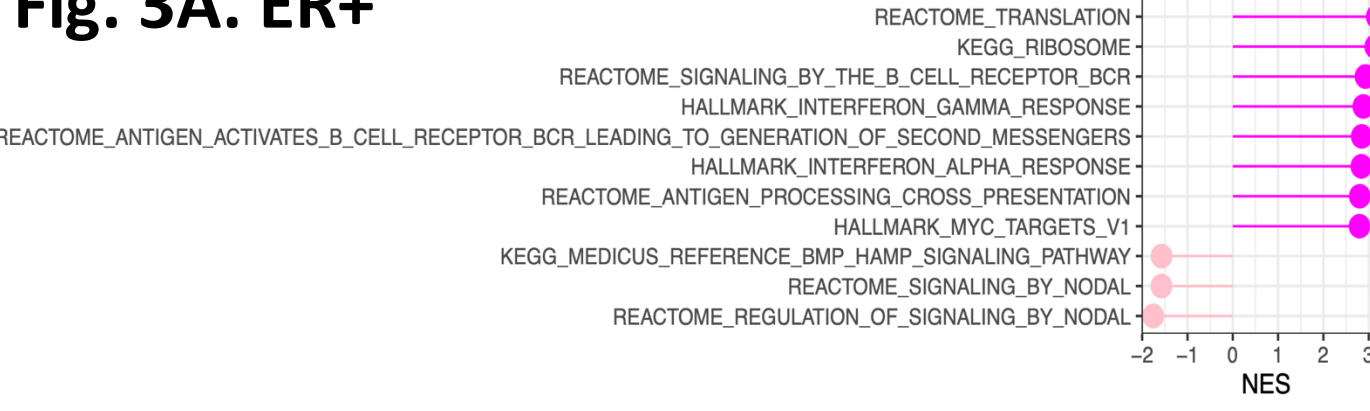 Fig. 3A. ER+
REACTOME_TRANSLATION
KEGG_RIBOSOME
REACTOME_SIGNALING_BY_THE_B_CELL_RECEPTOR_BCR
HALLMARK_INTERFERON_GAMMA_RESPONSE
REACTOME_ANTIGEN_ACTIVATES_B_CELL_RECEPTOR_BCR_LEADING_TO_GENERATION_OF_SECOND_MESSENGERS
HALLMARK_INTERFERON_ALPHA_RESPONSE
REACTOME_ANTIGEN_PROCESSING_CROSS_PRESENTATION
HALLMARK_MYC_TARGETS_V1
KEGG_MEDICUS_REFERENCE_BMP_HAMP_SIGNALING_PATHWAY
REACTOME_SIGNALING_BY_NODAL
REACTOME_REGULATION_OF_SIGNALING_BY_NODAL
−2 −1 0 1 2 3
NES